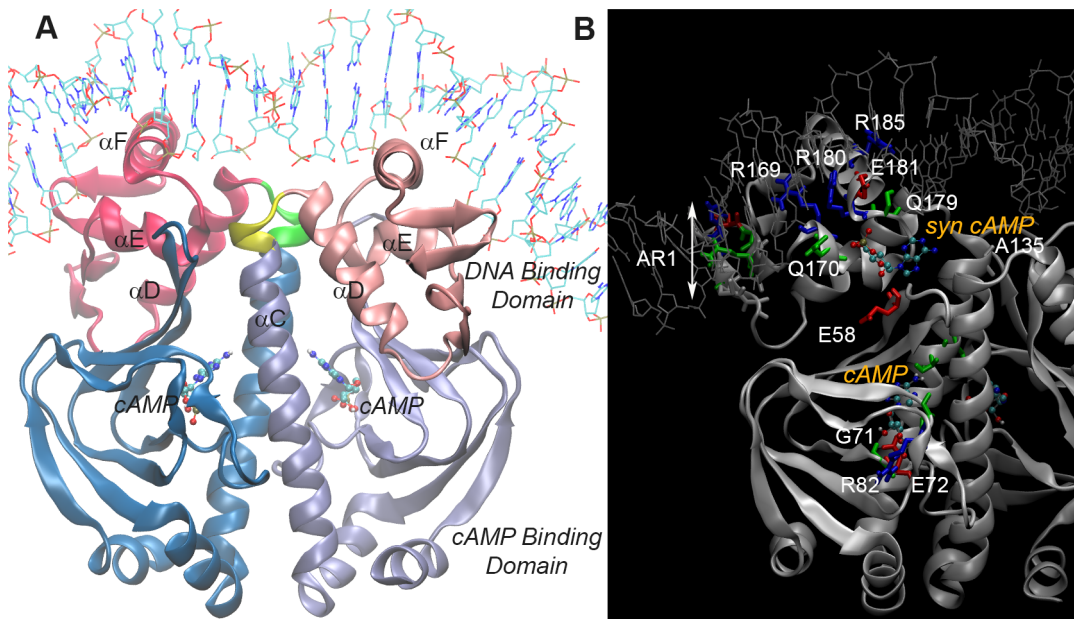 A
αF
αF
αE
αE
αD
αD
αC
DNA Binding
Domain
cAMP
cAMP
cAMP Binding
Domain
B
R185
R180
E181
R169
Q179
syn cAMP
A135
AR1
Q170
E58
cAMP
G71
R82
E72